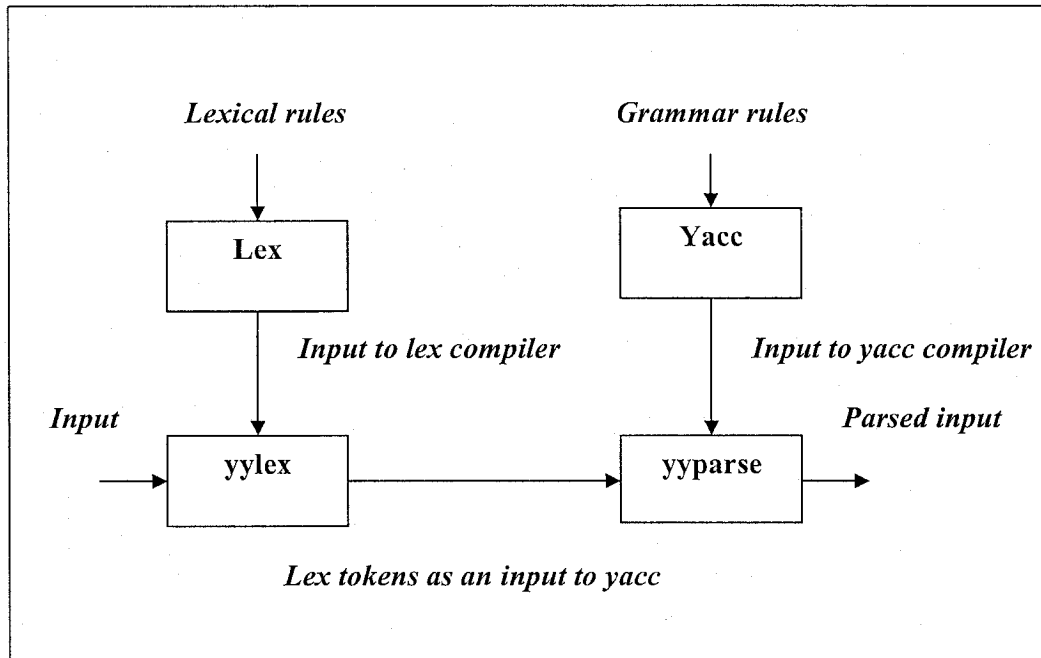 Lexical rules
Grammar rules
Lex
Yacc
Input to lex compiler
Input to yacc compiler
Input
Parsed input
yylex
yyparse
Lex tokens as an input to yacc